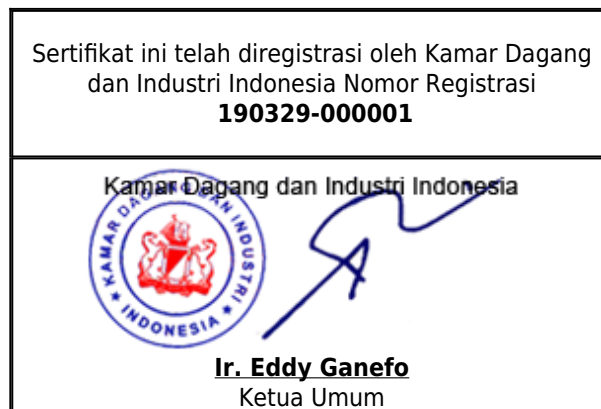 Sertifikat ini telah diregistrasi oleh Kamar Dagang
dan Industri Indonesia Nomor Registrasi
190329-000001
Kamar Dagang dan Industri Indonesia
KAMAR DAGANG DAN INDUSTRI
INDONESIA
Ir. Eddy Ganefo
Ketua Umum